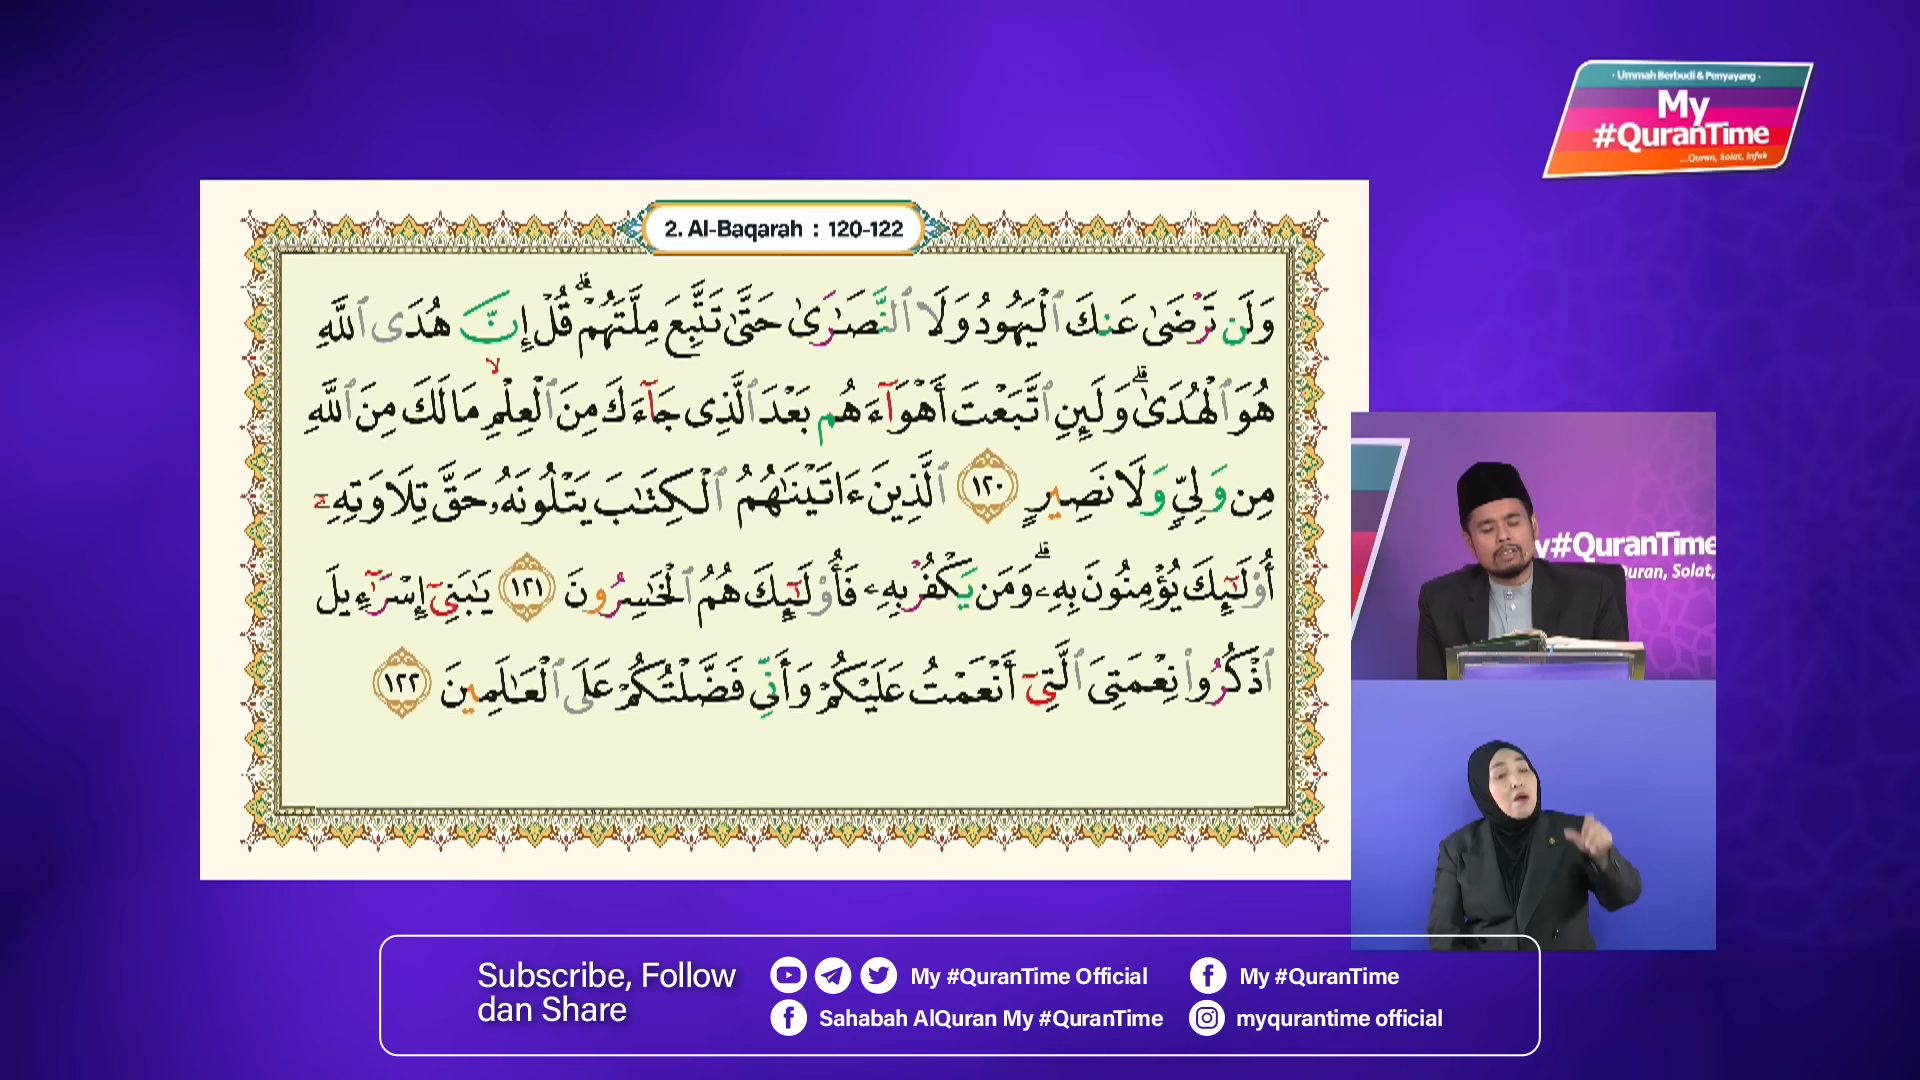 · Ummah Berbudi & Penyayang ·
My
#QuranTime
...Quran, Solat, Infak
2. Al-Baqarah : 120-122
وَلَن تَرْضَىٰ عَنكَ ٱلْيَهُودُ وَلَا ٱلنَّصَـٰرَىٰ حَتَّىٰ تَتَّبِعَ مِلَّتَهُمْ ۗ قُلْ إِنَّ هُدَى ٱللَّهِ
هُوَ ٱلْهُدَىٰ ۗ وَلَئِنِ ٱتَّبَعْتَ أَهْوَآءَهُم بَعْدَ ٱلَّذِى جَآءَكَ مِنَ ٱلْعِلْمِ ۙ مَا لَكَ مِنَ ٱللَّهِ
مِن وَلِىٍّ وَلَا نَصِيرٍ ١٢٠ ٱلَّذِينَ ءَاتَيْنَـٰهُمُ ٱلْكِتَـٰبَ يَتْلُونَهُۥ حَقَّ تِلَاوَتِهِۦٓ
أُو۟لَـٰٓئِكَ يُؤْمِنُونَ بِهِۦ ۗ وَمَن يَكْفُرْ بِهِۦ فَأُو۟لَـٰٓئِكَ هُمُ ٱلْخَـٰسِرُونَ ١٢١ يَـٰبَنِىٓ إِسْرَٰٓءِيلَ
ٱذْكُرُوا۟ نِعْمَتِىَ ٱلَّتِىٓ أَنْعَمْتُ عَلَيْكُمْ وَأَنِّى فَضَّلْتُكُمْ عَلَى ٱلْعَـٰلَمِينَ ١٢٢
y#QuranTime
Quran, Solat,
Subscribe, Follow
dan Share
My #QuranTime Official
My #QuranTime
Sahabah AlQuran My #QuranTime
myqurantime official